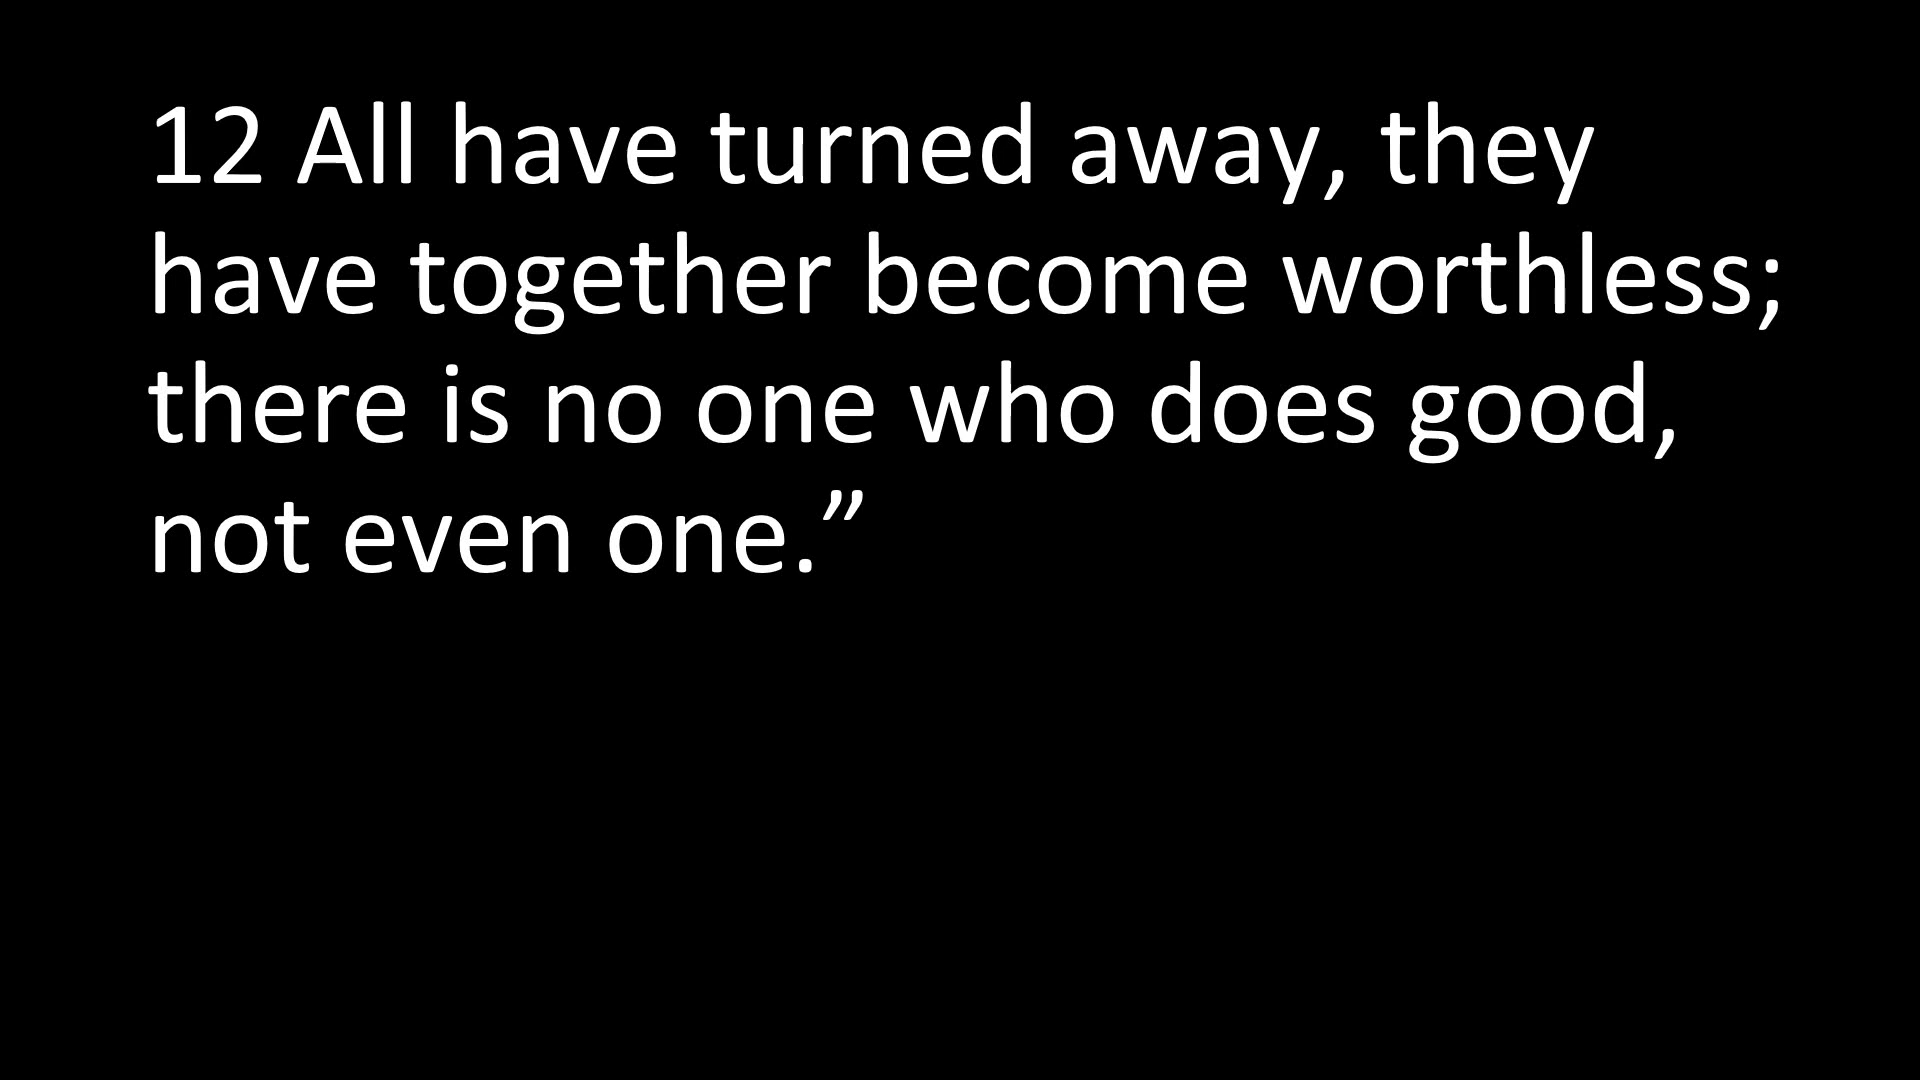 12 All have turned away, they
have together become worthless;
there is no one who does good,
not even one.”